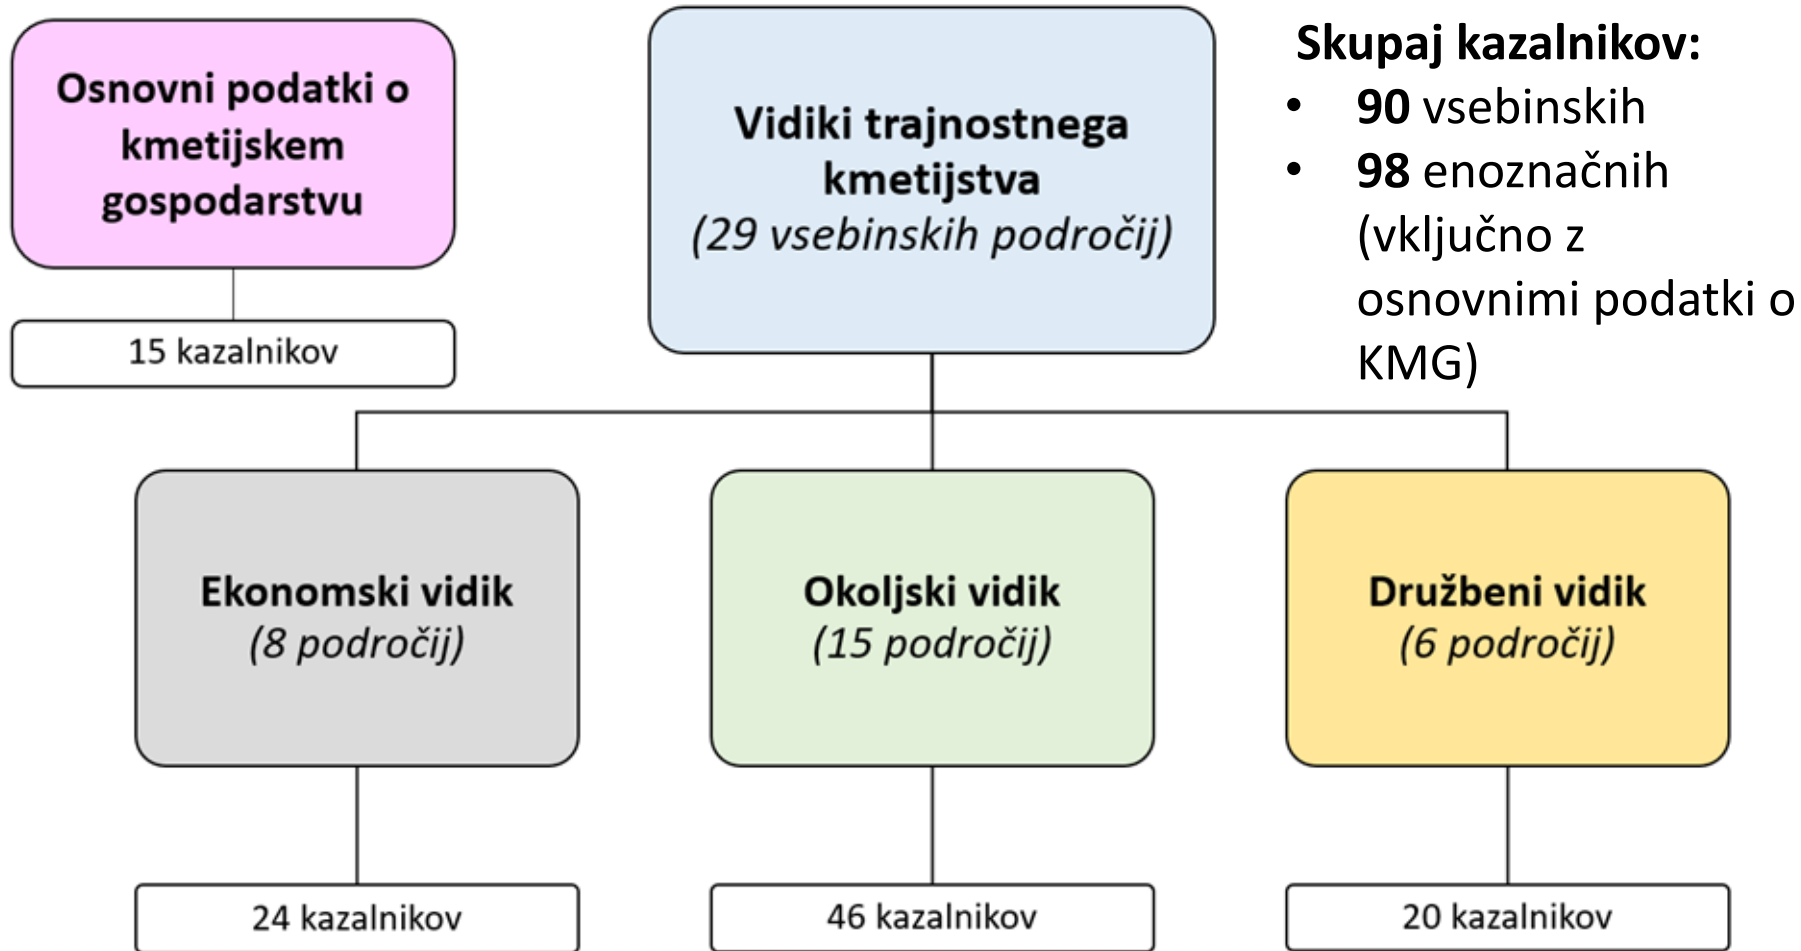 Osnovni podatki o
kmetijskem
gospodarstvu
15 kazalnikov
Vidiki trajnostnega
kmetijstva
(29 vsebinskih področij)
Skupaj kazalnikov:
• 90 vsebinskih
• 98 enoznačnih
(vključno z
osnovnimi podatki o
KMG)
Ekonomski vidik
(8 področij)
24 kazalnikov
Okoljski vidik
(15 področij)
46 kazalnikov
Družbeni vidik
(6 področij)
20 kazalnikov